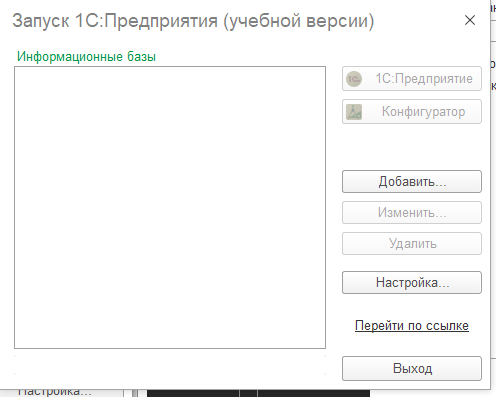 Запуск 1С:Предприятия (учебной версии)
Информационные базы
1С:Предприятие
Конфигуратор
Добавить...
Изменить...
Удалить
Настройка...
Перейти по ссылке
Выход
Настройка...